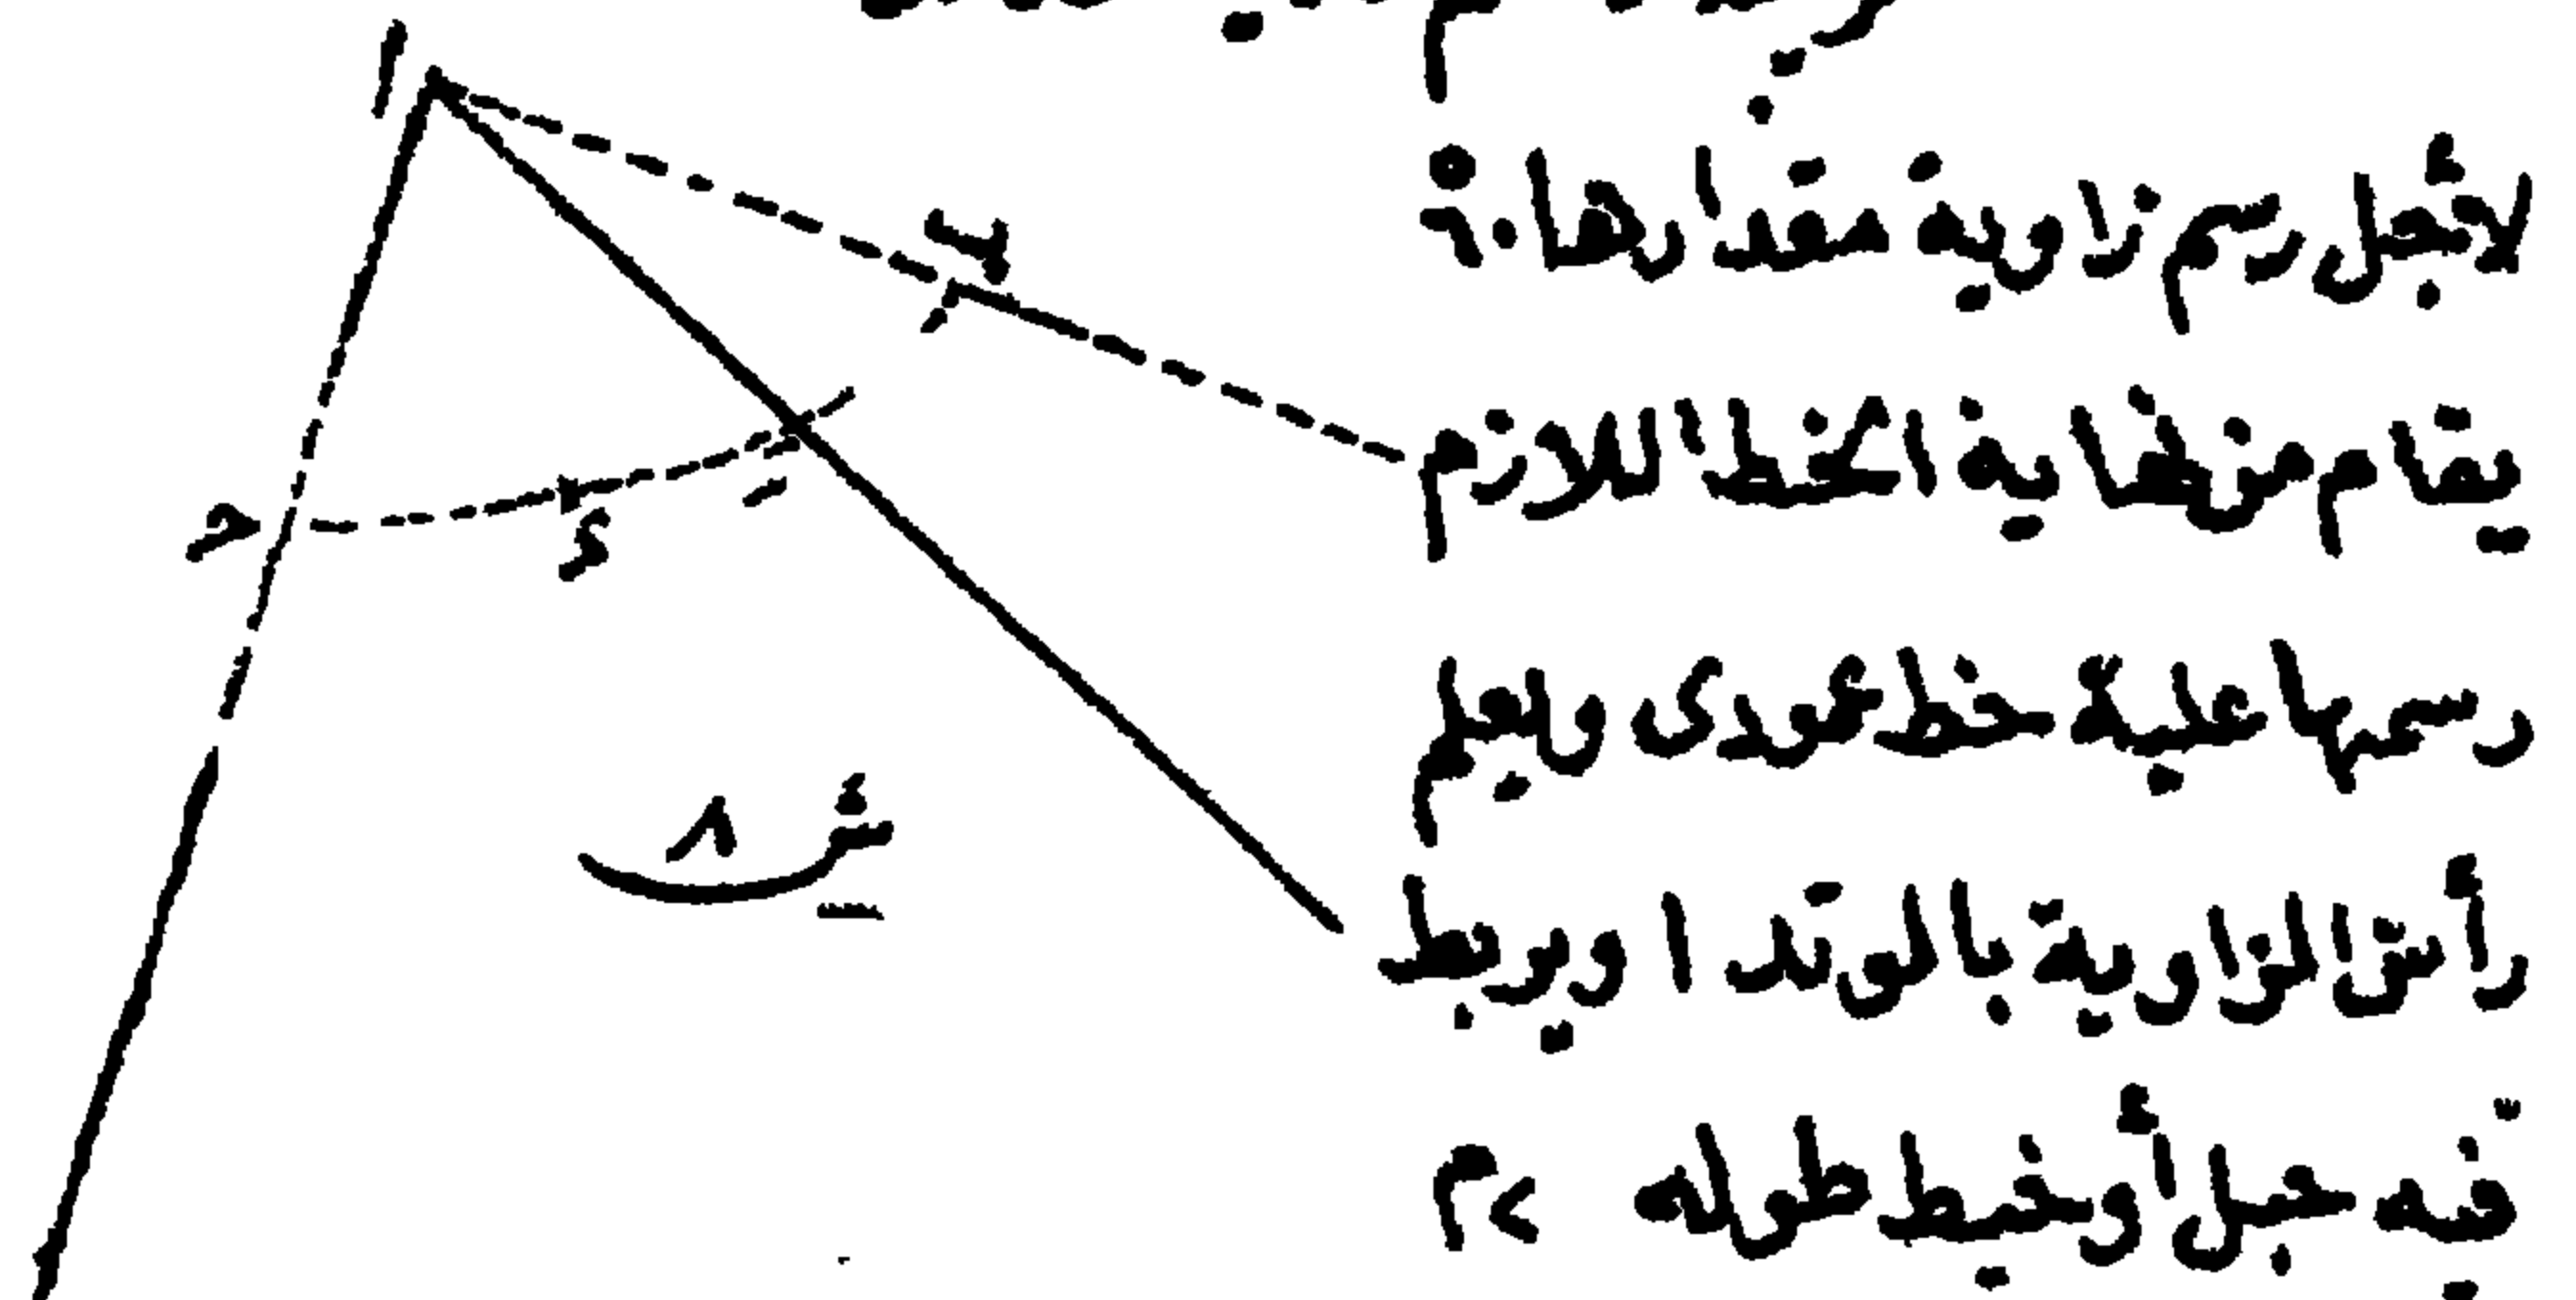 لأجل رسم زاوية مقدارها ٦٠°
يقام من نهاية الخط اللازم
رسمها عليه خط عمودى ويعلم
رأس الزاوية بالوتد ا ويربط
فيه حبل أو خيط طوله ٢ م
ا
ب
ح
ء
ش ٨